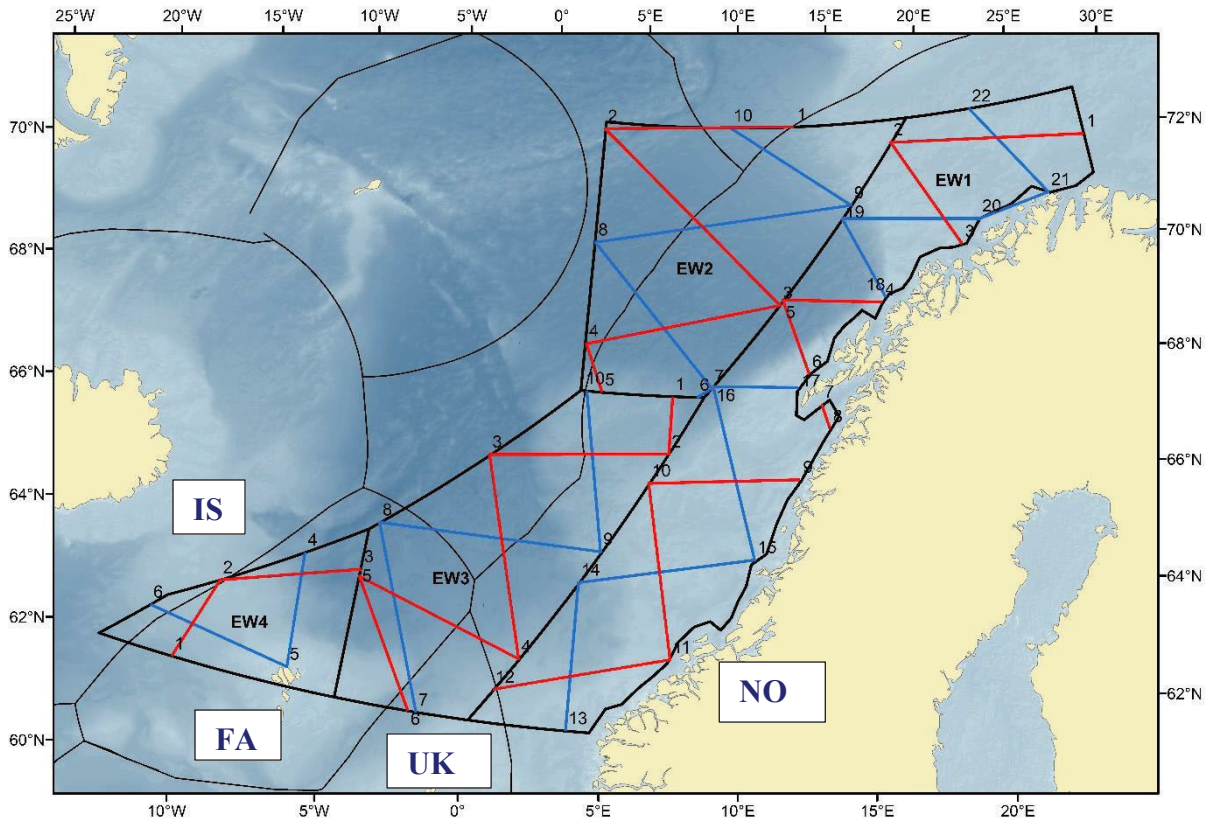 25°W 20°W 15°W 10°W 5°W 0° 5°E 10°E 15°E 20°E 25°E 30°E
22
2 10 1
70°N 72°N
2 1
EW1
21
9
19 20
8 3 70°N
68°N
EW2
3 18 4
5
4 68°N
6
66°N 10 5 1 6 7 17
16 7
8
3 2
10 9 66°N
64°N
IS
8
4 9 15
2 3 14
5 EW3 64°N
6
62°N EW4
1 5 4 11
12
NO 62°N
7 13
6
60°N FA
UK
10°W 5°W 0° 5°E 10°E 15°E 20°E